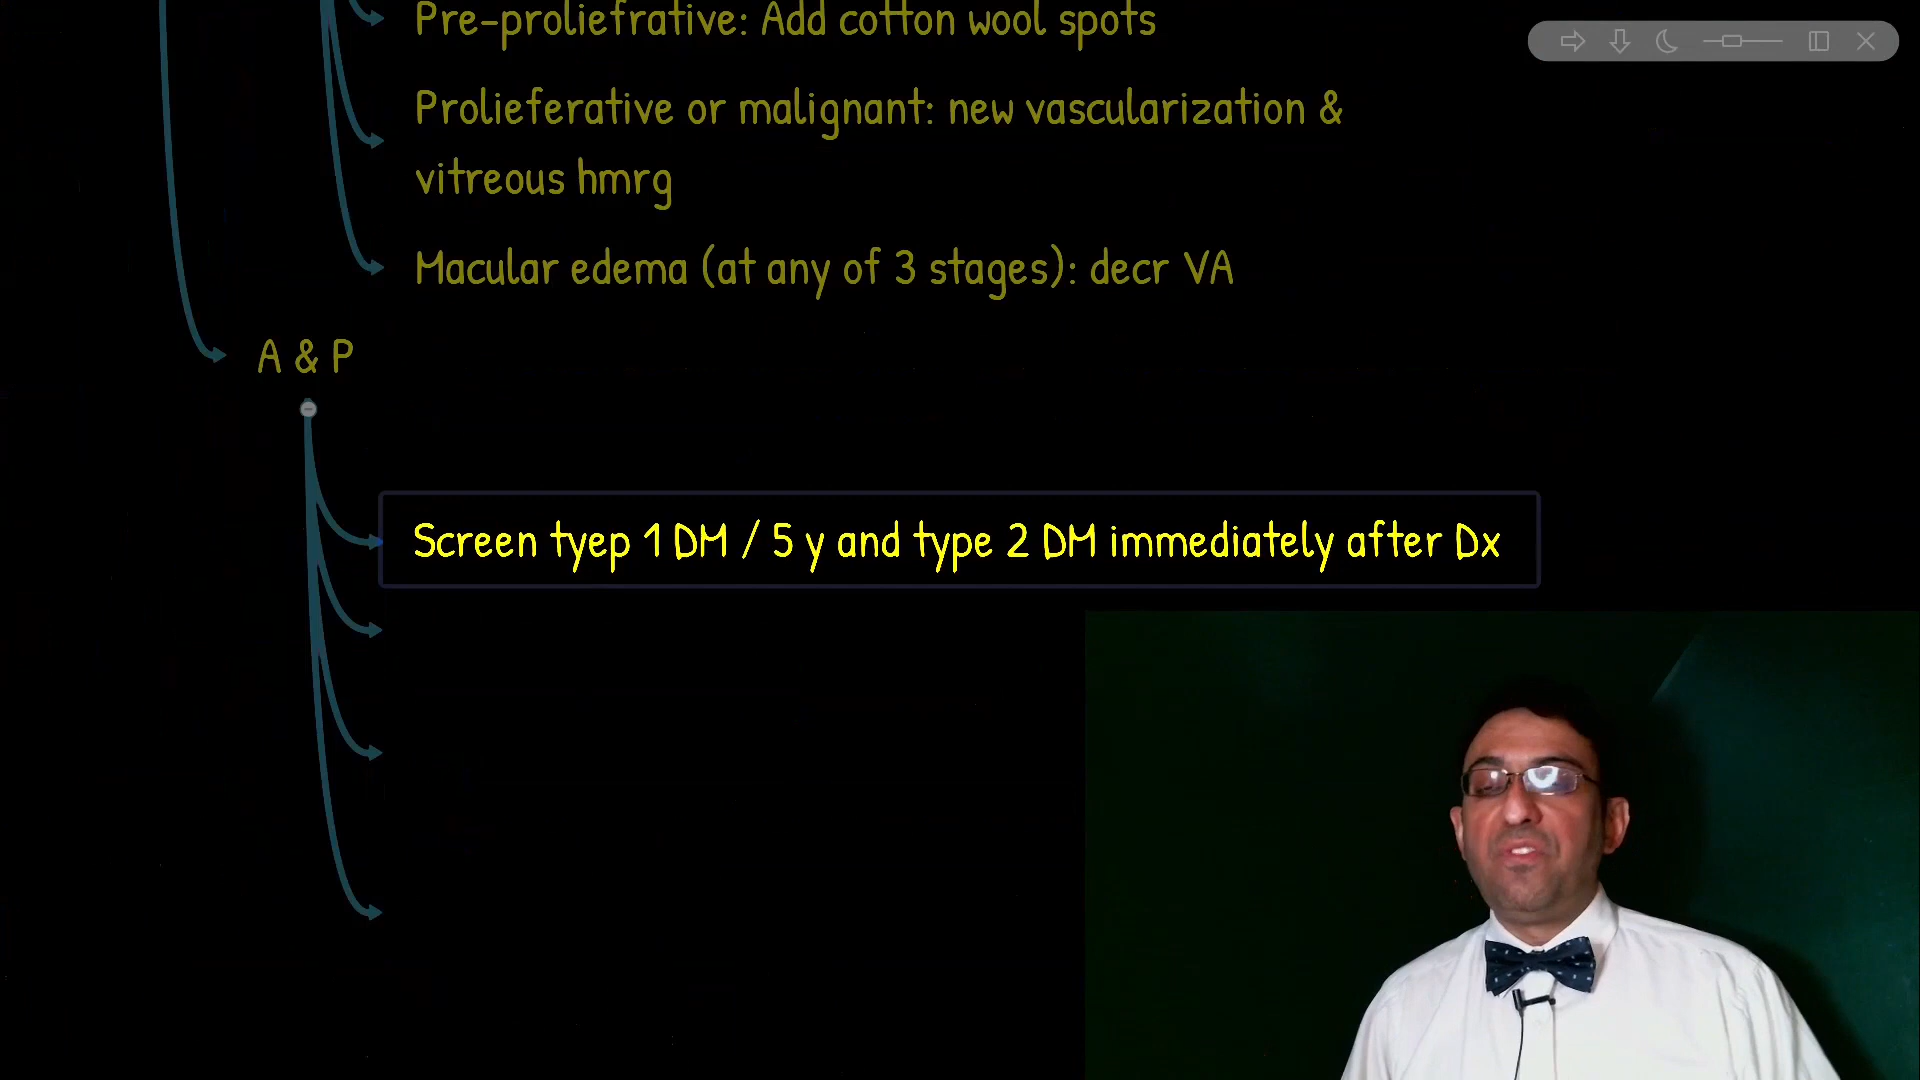 Pre-proliefrative: Add cotton wool spots
Prolieferative or malignant: new vascularization &
vitreous hmrg
Macular edema (at any of 3 stages): decr VA
A & P
Screen tyep 1 DM / 5 y and type 2 DM immediately after Dx